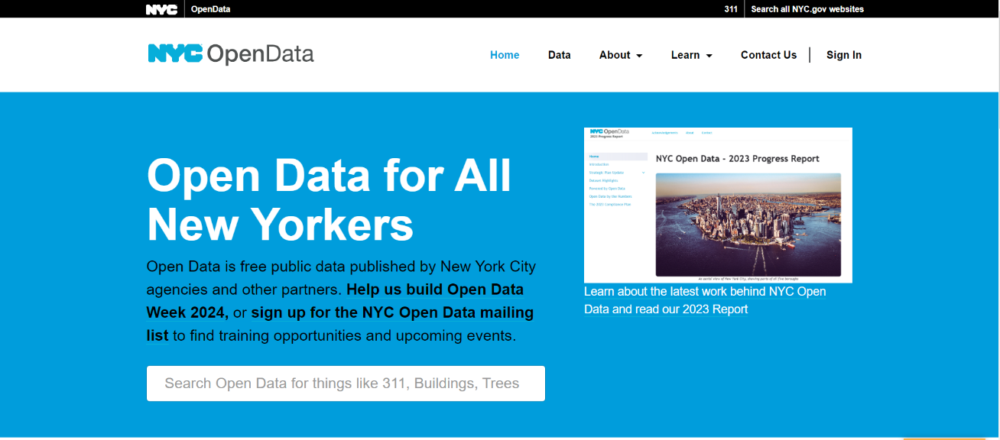 NYC OpenData 311 Search all NYC.gov websites
NYC OpenData Home Data About Learn Contact Us Sign In
Open Data for All
New Yorkers
Open Data is free public data published by New York City
agencies and other partners. Help us build Open Data
Week 2024, or sign up for the NYC Open Data mailing
list to find training opportunities and upcoming events.
Search Open Data for things like 311, Buildings, Trees
NYC OpenData
2023 Progress Report
Acknowledgements About Contact
Home
Introduction
Strategic Plan Update
Dataset Highlights
Powered by Open Data
Open Data by the Numbers
The 2023 Compliance Plan
NYC Open Data - 2023 Progress Report
An aerial view of New York City, showing parts of all five boroughs
Learn about the latest work behind NYC Open
Data and read our 2023 Report